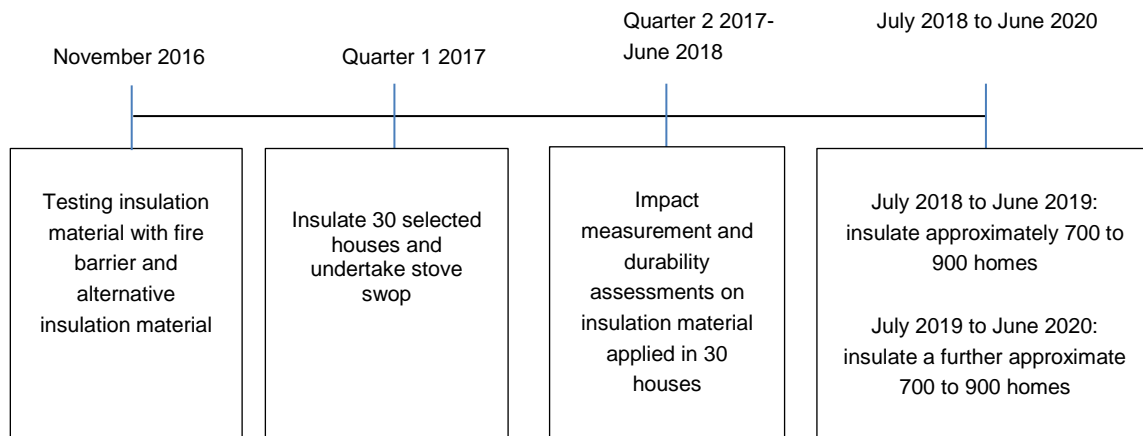 November 2016
Quarter 1 2017
Quarter 2 2017-
June 2018
July 2018 to June 2020
Testing insulation
material with fire
barrier and
alternative
insulation material
Insulate 30 selected
houses and
undertake stove
swop
Impact
measurement and
durability
assessments on
insulation material
applied in 30
houses
July 2018 to June 2019:
insulate approximately 700 to
900 homes
July 2019 to June 2020:
insulate a further approximate
700 to 900 homes